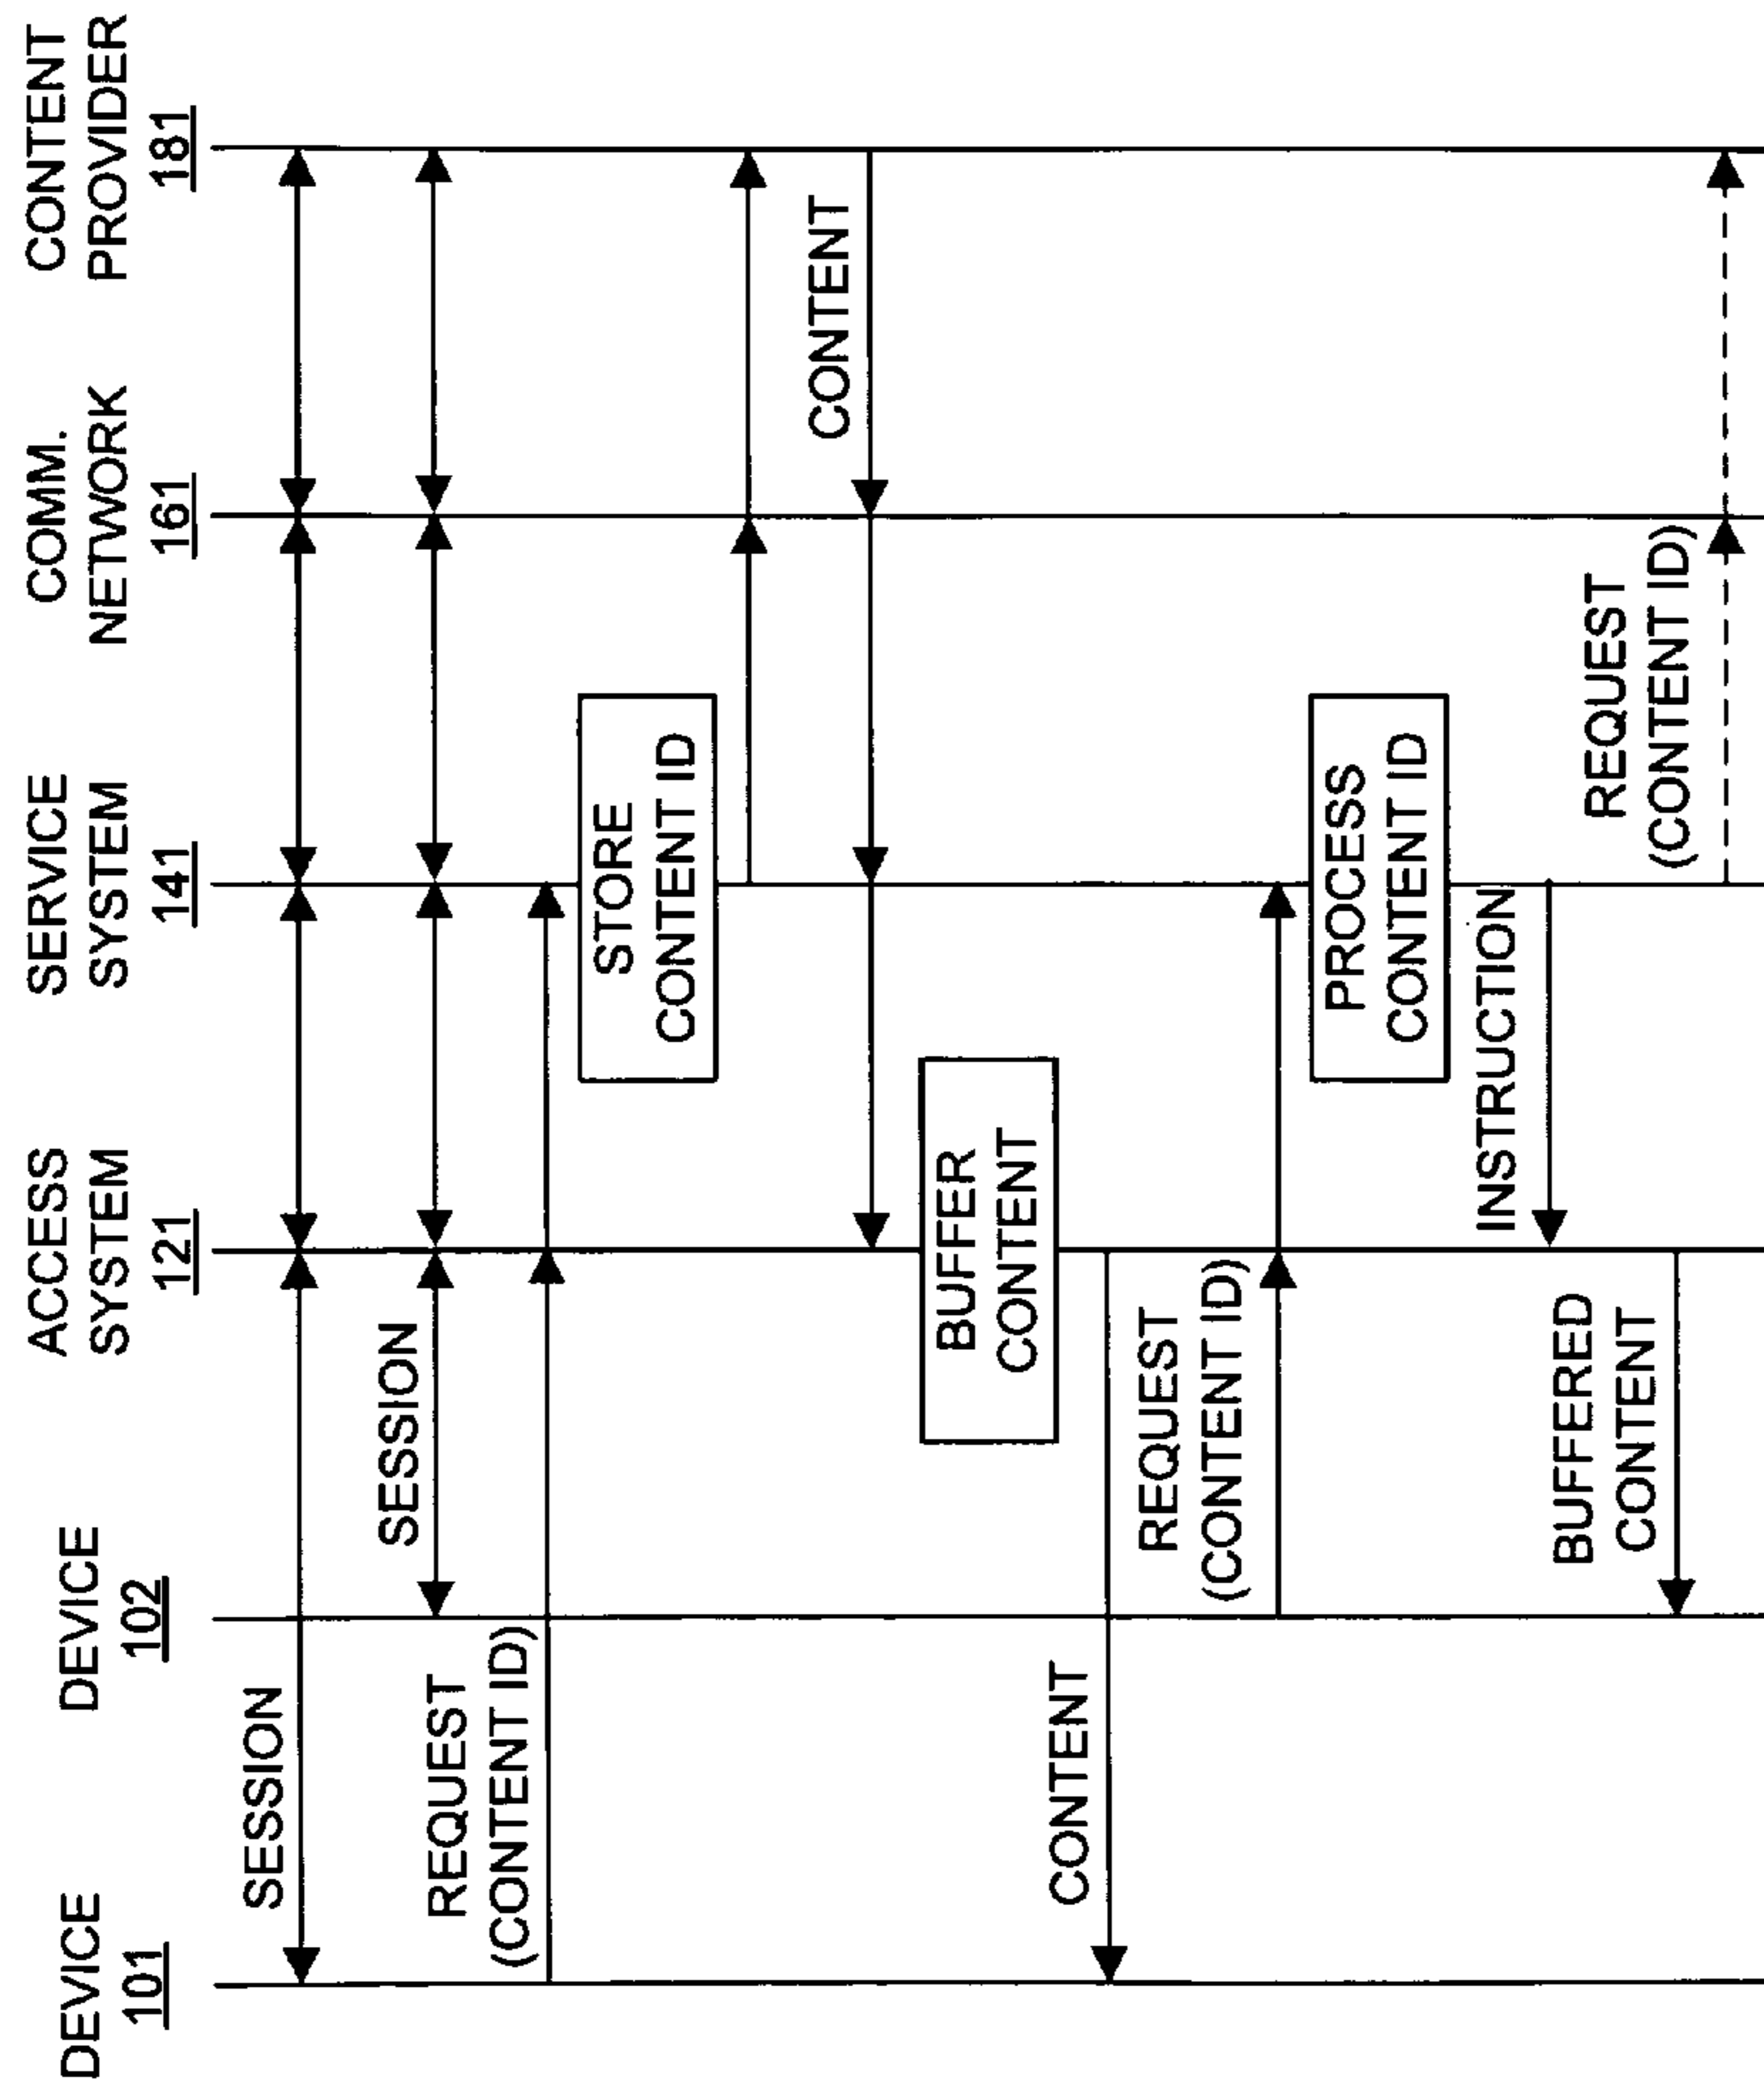 DEVICE
101
DEVICE
102
ACCESS
SYSTEM
121
SERVICE
SYSTEM
141
COMM.
NETWORK
161
CONTENT
PROVIDER
181
SESSION
SESSION
REQUEST
(CONTENT ID)
STORE
CONTENT ID
CONTENT
BUFFER
CONTENT
CONTENT
REQUEST
(CONTENT ID)
PROCESS
CONTENT ID
INSTRUCTION
BUFFERED
CONTENT
REQUEST
(CONTENT ID)